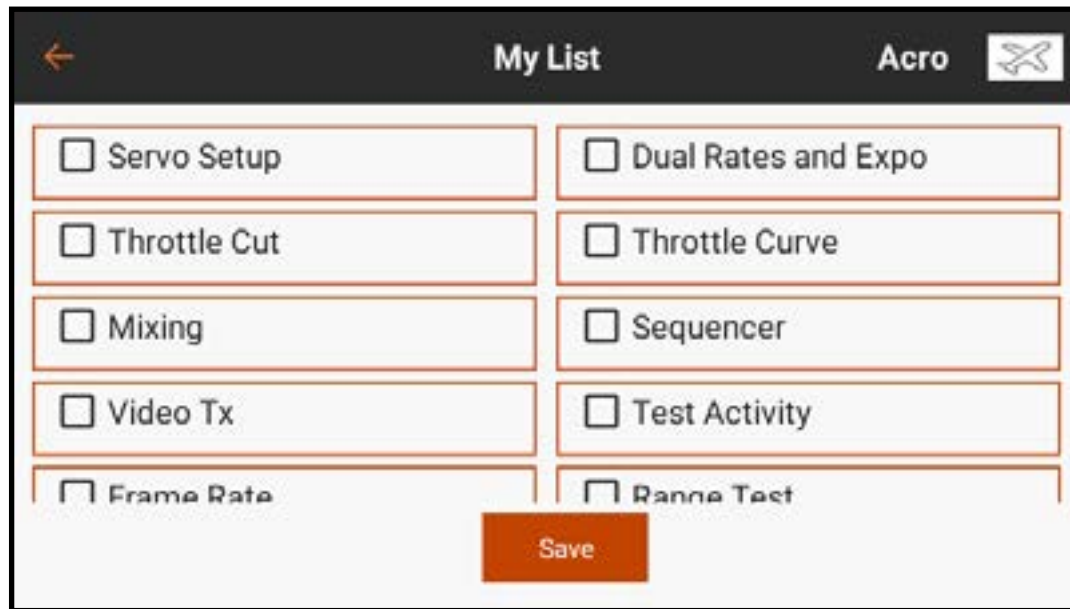 My List Acro
Servo Setup Dual Rates and Expo
Throttle Cut Throttle Curve
Mixing Sequencer
Video Tx Test Activity
Frame Rate Range Test
Save